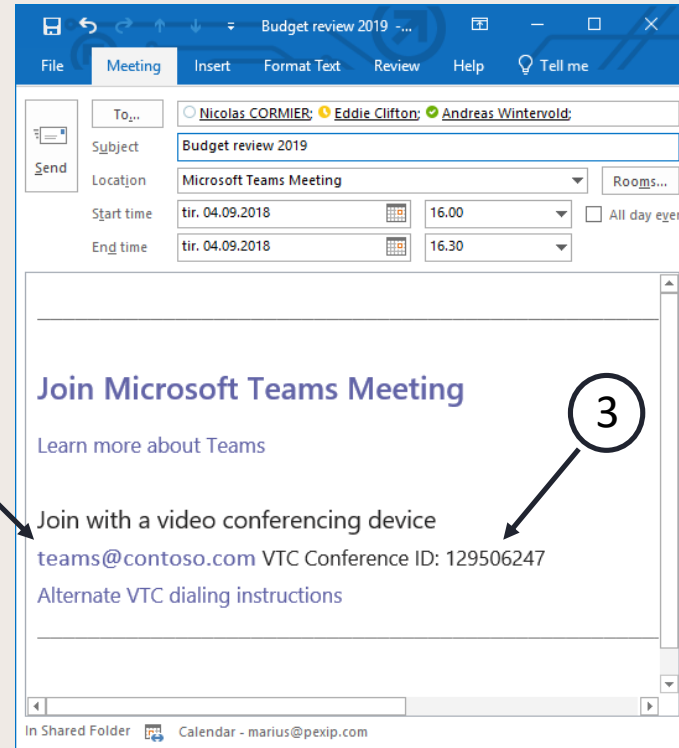 Budget review 2019 -...
File Meeting Insert Format Text Review Help Tell me
To... Nicolas CORMIER; Eddie Clifton; Andreas Wintervold;
Send
Subject Budget review 2019
Location Microsoft Teams Meeting Rooms...
Start time tir. 04.09.2018 16.00 All day ever
End time tir. 04.09.2018 16.30
Join Microsoft Teams Meeting
3
Learn more about Teams
Join with a video conferencing device
teams@contoso.com VTC Conference ID: 129506247
Alternate VTC dialing instructions
In Shared Folder Calendar - marius@pexip.com